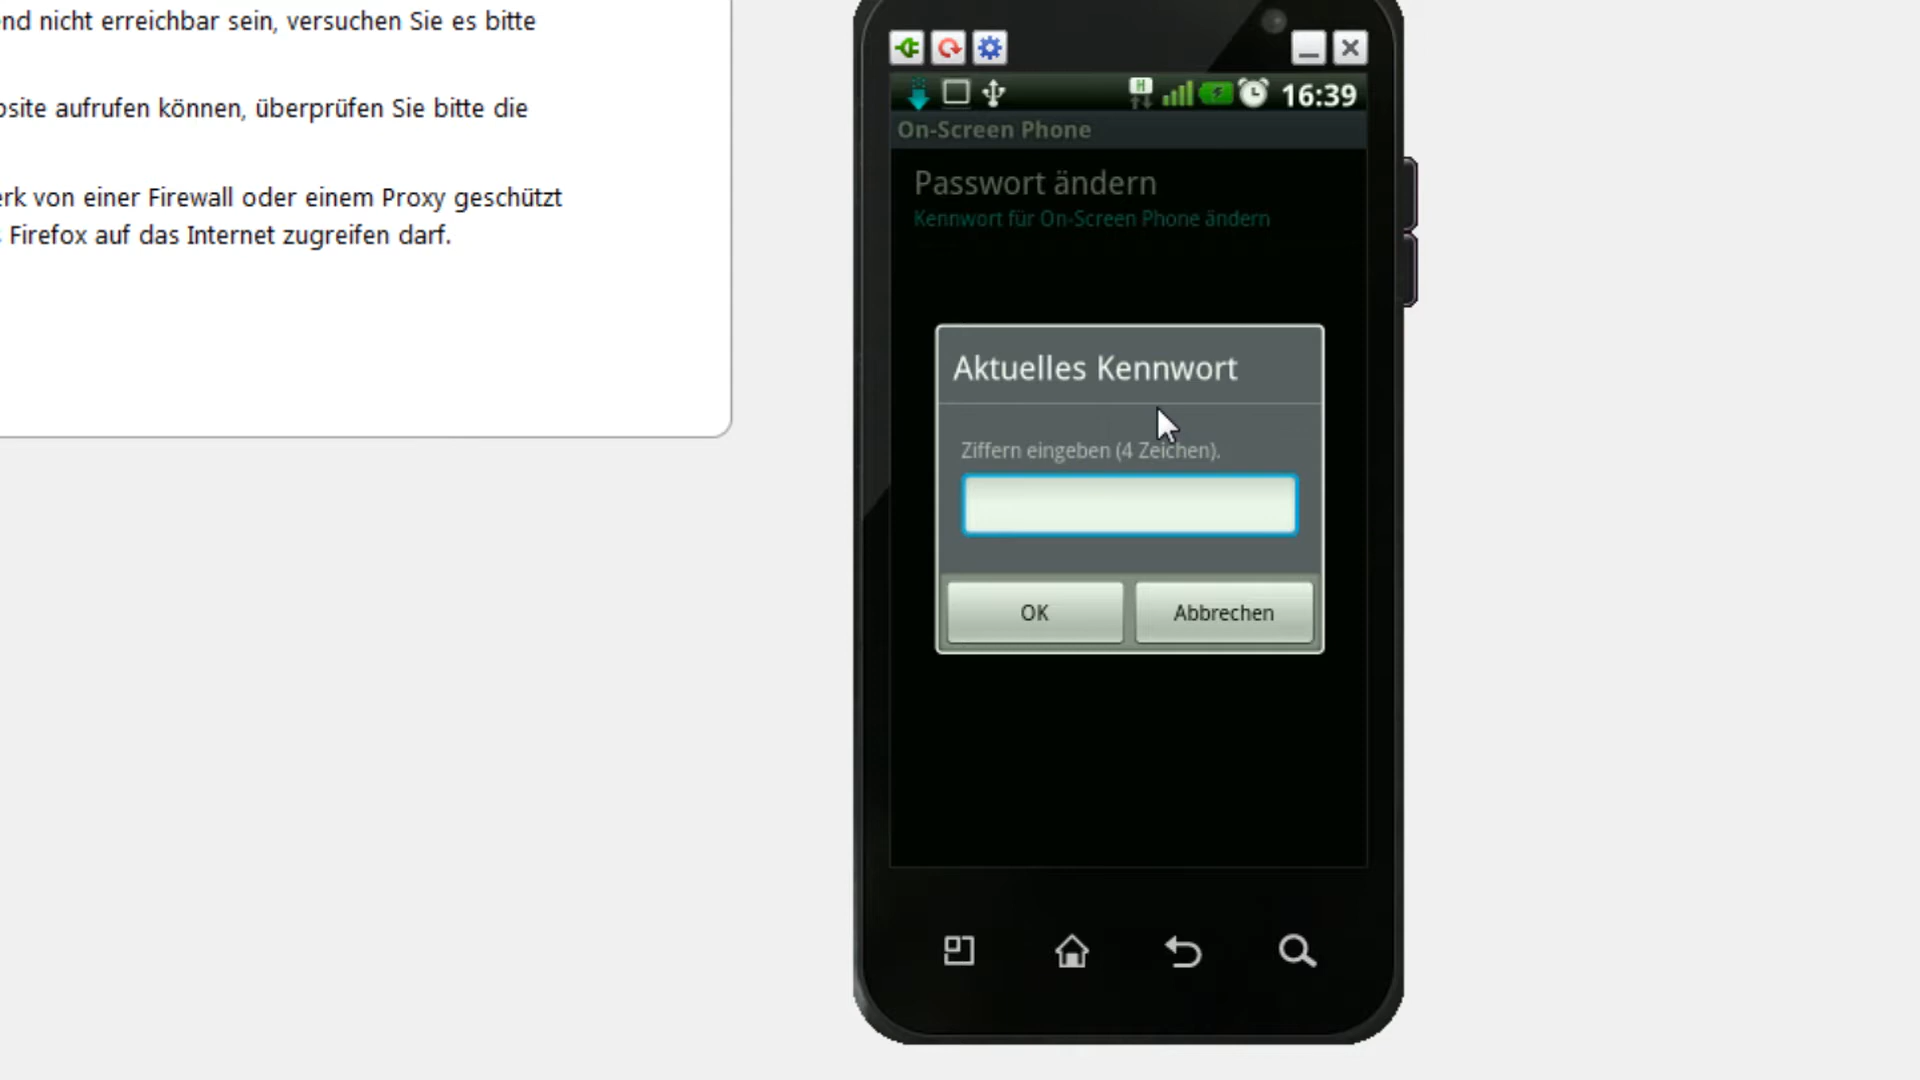 nd nicht erreichbar sein, versuchen Sie es bitte
site aufrufen können, überprüfen Sie bitte die
rk von einer Firewall oder einem Proxy geschützt
Firefox auf das Internet zugreifen darf.
H
16:39
On-Screen Phone
Passwort ändern
Kennwort für On-Screen Phone ändern
Aktuelles Kennwort
Ziffern eingeben (4 Zeichen).
OK
Abbrechen